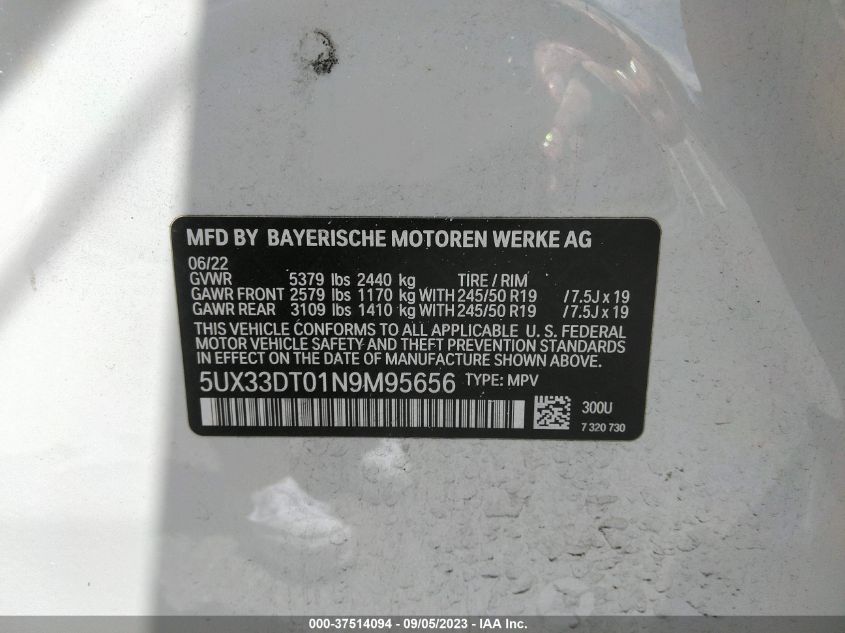 MFD BY BAYERISCHE MOTOREN WERKE AG
06/22
GVWR 5379 lbs 2440 kg TIRE / RIM
GAWR FRONT 2579 lbs 1170 kg WITH 245/50 R19 /7.5J x 19
GAWR REAR 3109 lbs 1410 kg WITH 245/50 R19 /7.5J x 19
THIS VEHICLE CONFORMS TO ALL APPLICABLE U. S. FEDERAL
MOTOR VEHICLE SAFETY AND THEFT PREVENTION STANDARDS
IN EFFECT ON THE DATE OF MANUFACTURE SHOWN ABOVE.
5UX33DT01N9M95656 TYPE: MPV
300U
7 320 730
000-37514094 - 09/05/2023 - IAA Inc.